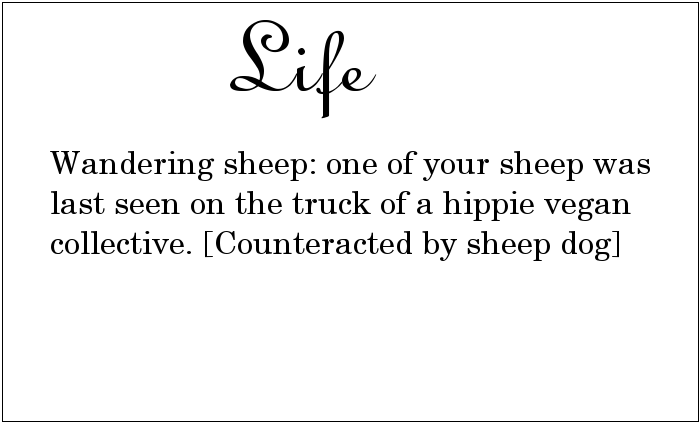 Life
Wandering sheep: one of your sheep was
last seen on the truck of a hippie vegan
collective. [Counteracted by sheep dog]